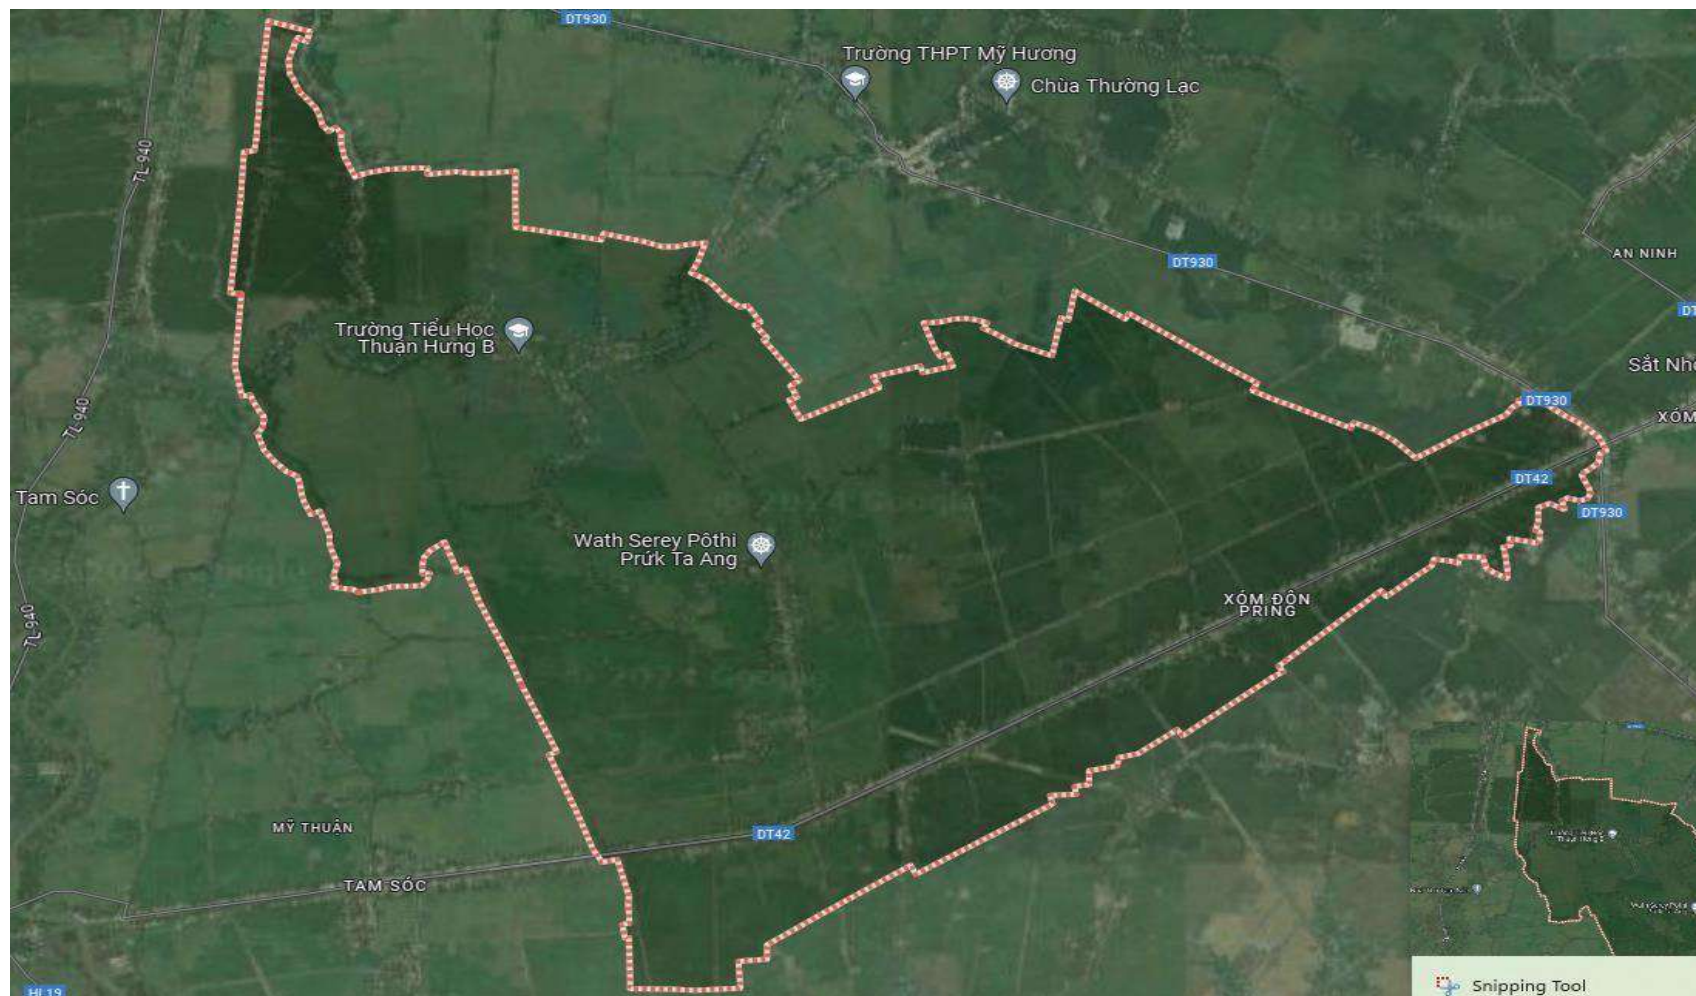 DT930
Trường THPT Mỹ Hương
Chùa Thường Lạc
TL-940
AN NINH
DT930
Trường Tiểu Học
Thuận Hưng B
Sắt Nh
DT930
XÓM
TL-940
DT42
Tam Sóc
DT930
Wath Serey Pôthi
Prứk Ta Ang
XÓM ĐÔN
PRING
TL-940
MỸ THUẬN
DT42
TAM SÓC
HL19
Snipping Tool